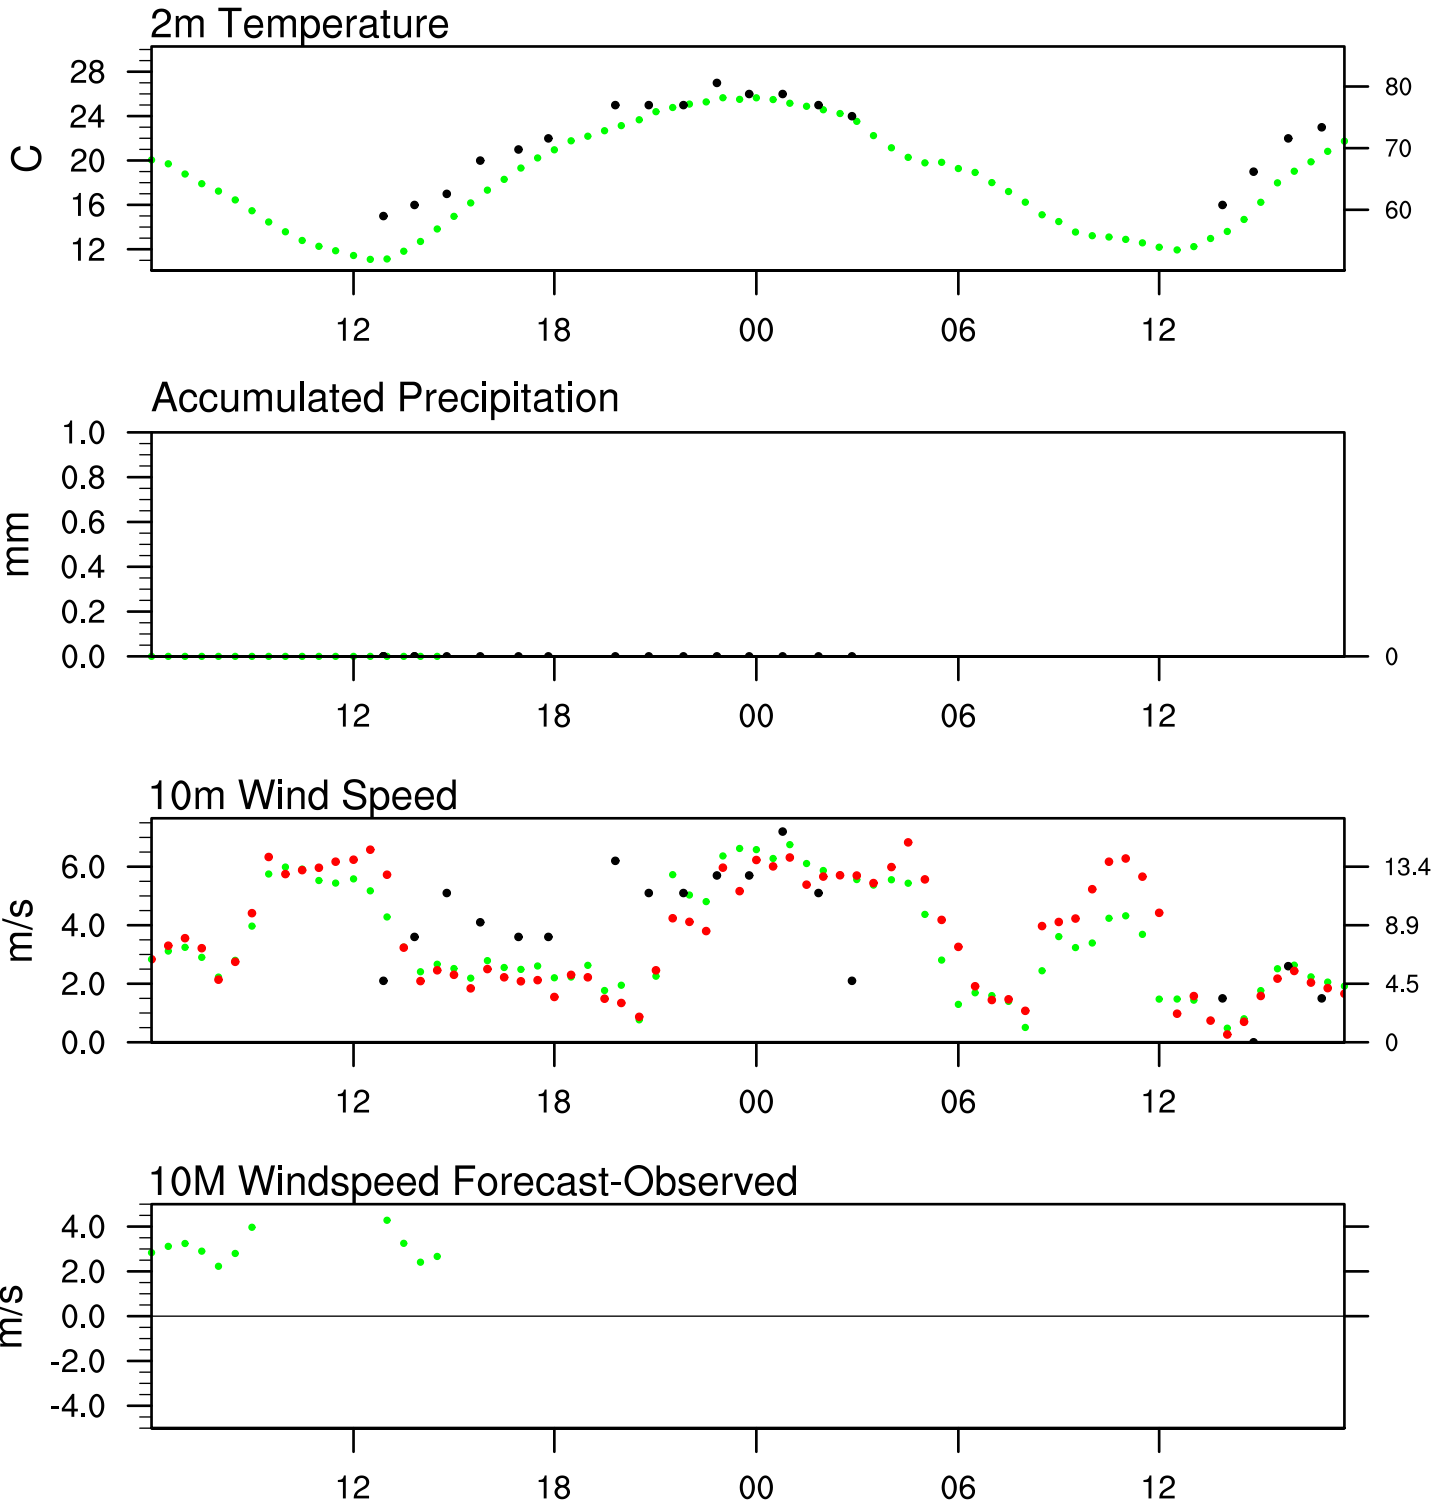 2m Temperature
28
24
20
16
12
C
80
70
60
12 18 00 06 12
Accumulated Precipitation
1.0
0.8
0.6
0.4
0.2
0.0
mm
0
12 18 00 06 12
10m Wind Speed
6.0
4.0
2.0
0.0
m/s
13.4
8.9
4.5
0
12 18 00 06 12
10M Windspeed Forecast-Observed
4.0
2.0
0.0
-2.0
-4.0
m/s
12 18 00 06 12